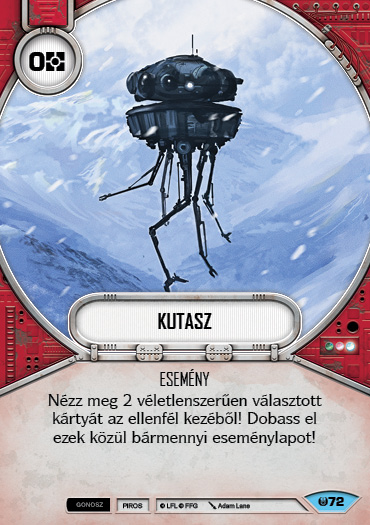 0
KUTASZ
ESEMÉNY
Nézz meg 2 véletlenszerűen választott
kártyát az ellenfél kezéből! Dobass el
ezek közül bármennyi eseménylapot!
GONOSZ PIROS © LFL © FFG Adam Lane 72